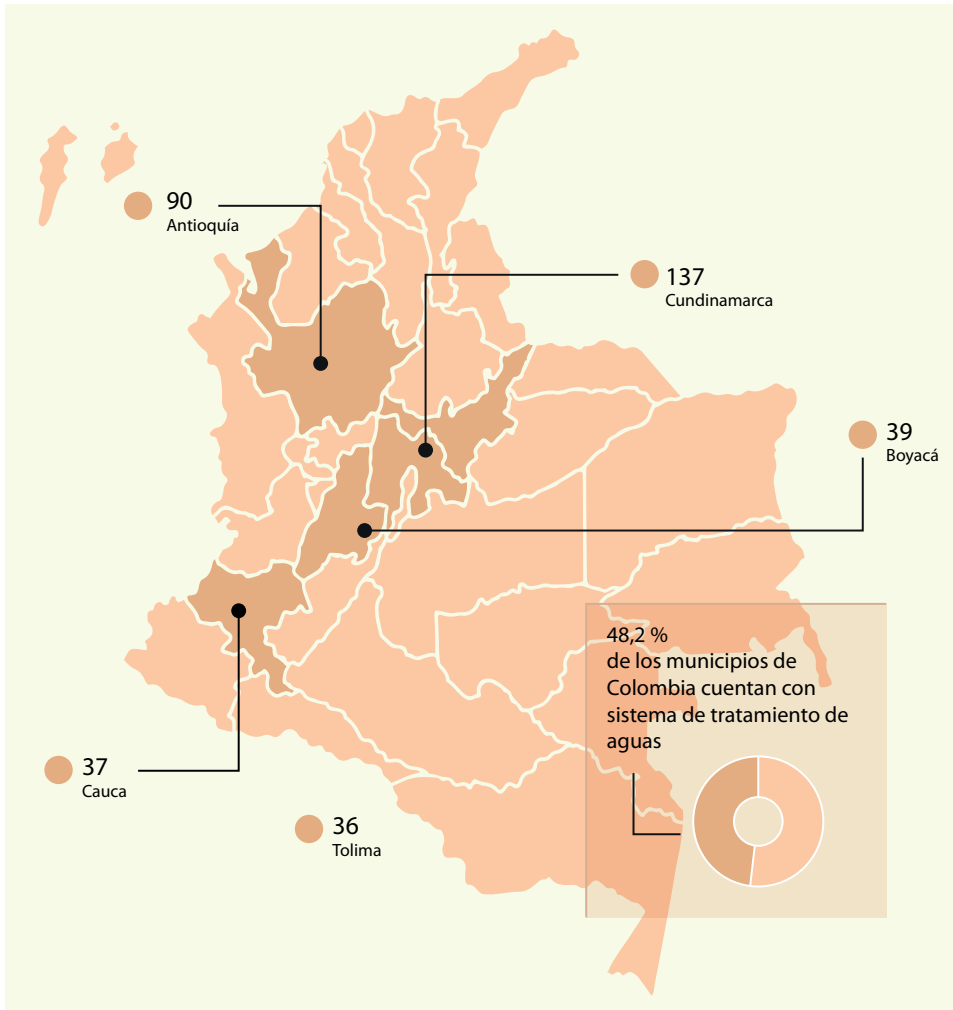 90
Antioquía
137
Cundinamarca
39
Boyacá
48,2 %
de los municipios de
Colombia cuentan con
sistema de tratamiento de
aguas
37
Cauca
36
Tolima